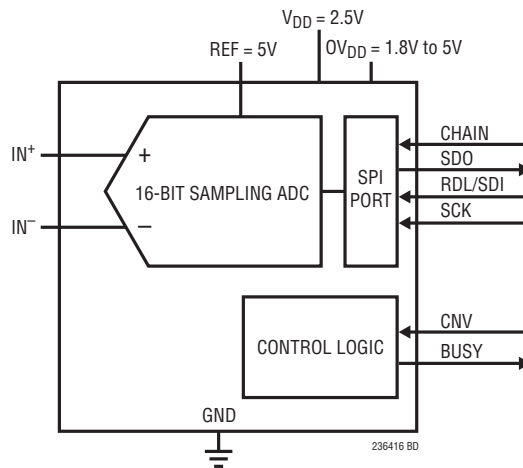 V_DD = 2.5V
REF = 5V
OV_DD = 1.8V to 5V
IN⁺
IN⁻
+
−
16-BIT SAMPLING ADC
SPI
PORT
CHAIN
SDO
RDL/SDI
SCK
CONTROL LOGIC
CNV
BUSY
GND
236416 BD